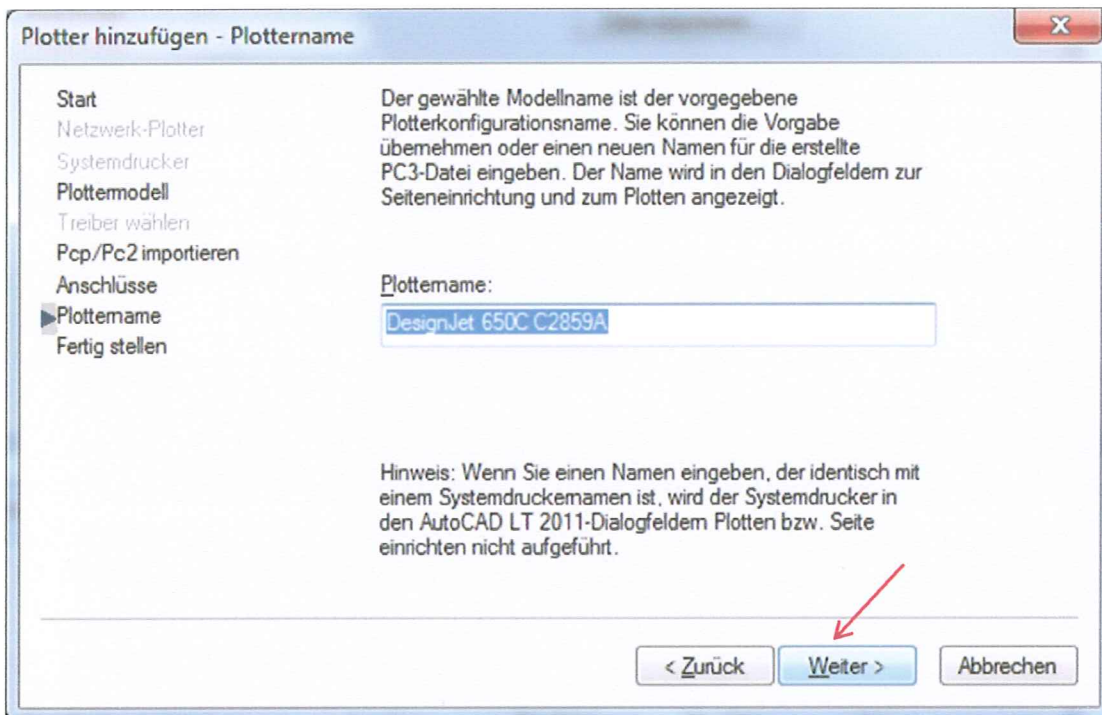 Plotter hinzufügen - Plottername
Start
Netzwerk-Plotter
Systemdrucker
Plottermodell
Treiber wählen
Pcp/Pc2 importieren
Anschlüsse
Plottername
Fertig stellen
Der gewählte Modellname ist der vorgegebene
Plotterkonfigurationsname. Sie können die Vorgabe
übernehmen oder einen neuen Namen für die erstellte
PC3-Datei eingeben. Der Name wird in den Dialogfeldern zur
Seiteneinrichtung und zum Plotten angezeigt.
Plottername:
DesignJet 650C C2859A
Hinweis: Wenn Sie einen Namen eingeben, der identisch mit
einem Systemdruckernamen ist, wird der Systemdrucker in
den AutoCAD LT 2011-Dialogfeldern Plotten bzw. Seite
einrichten nicht aufgeführt.
< Zurück
Weiter >
Abbrechen